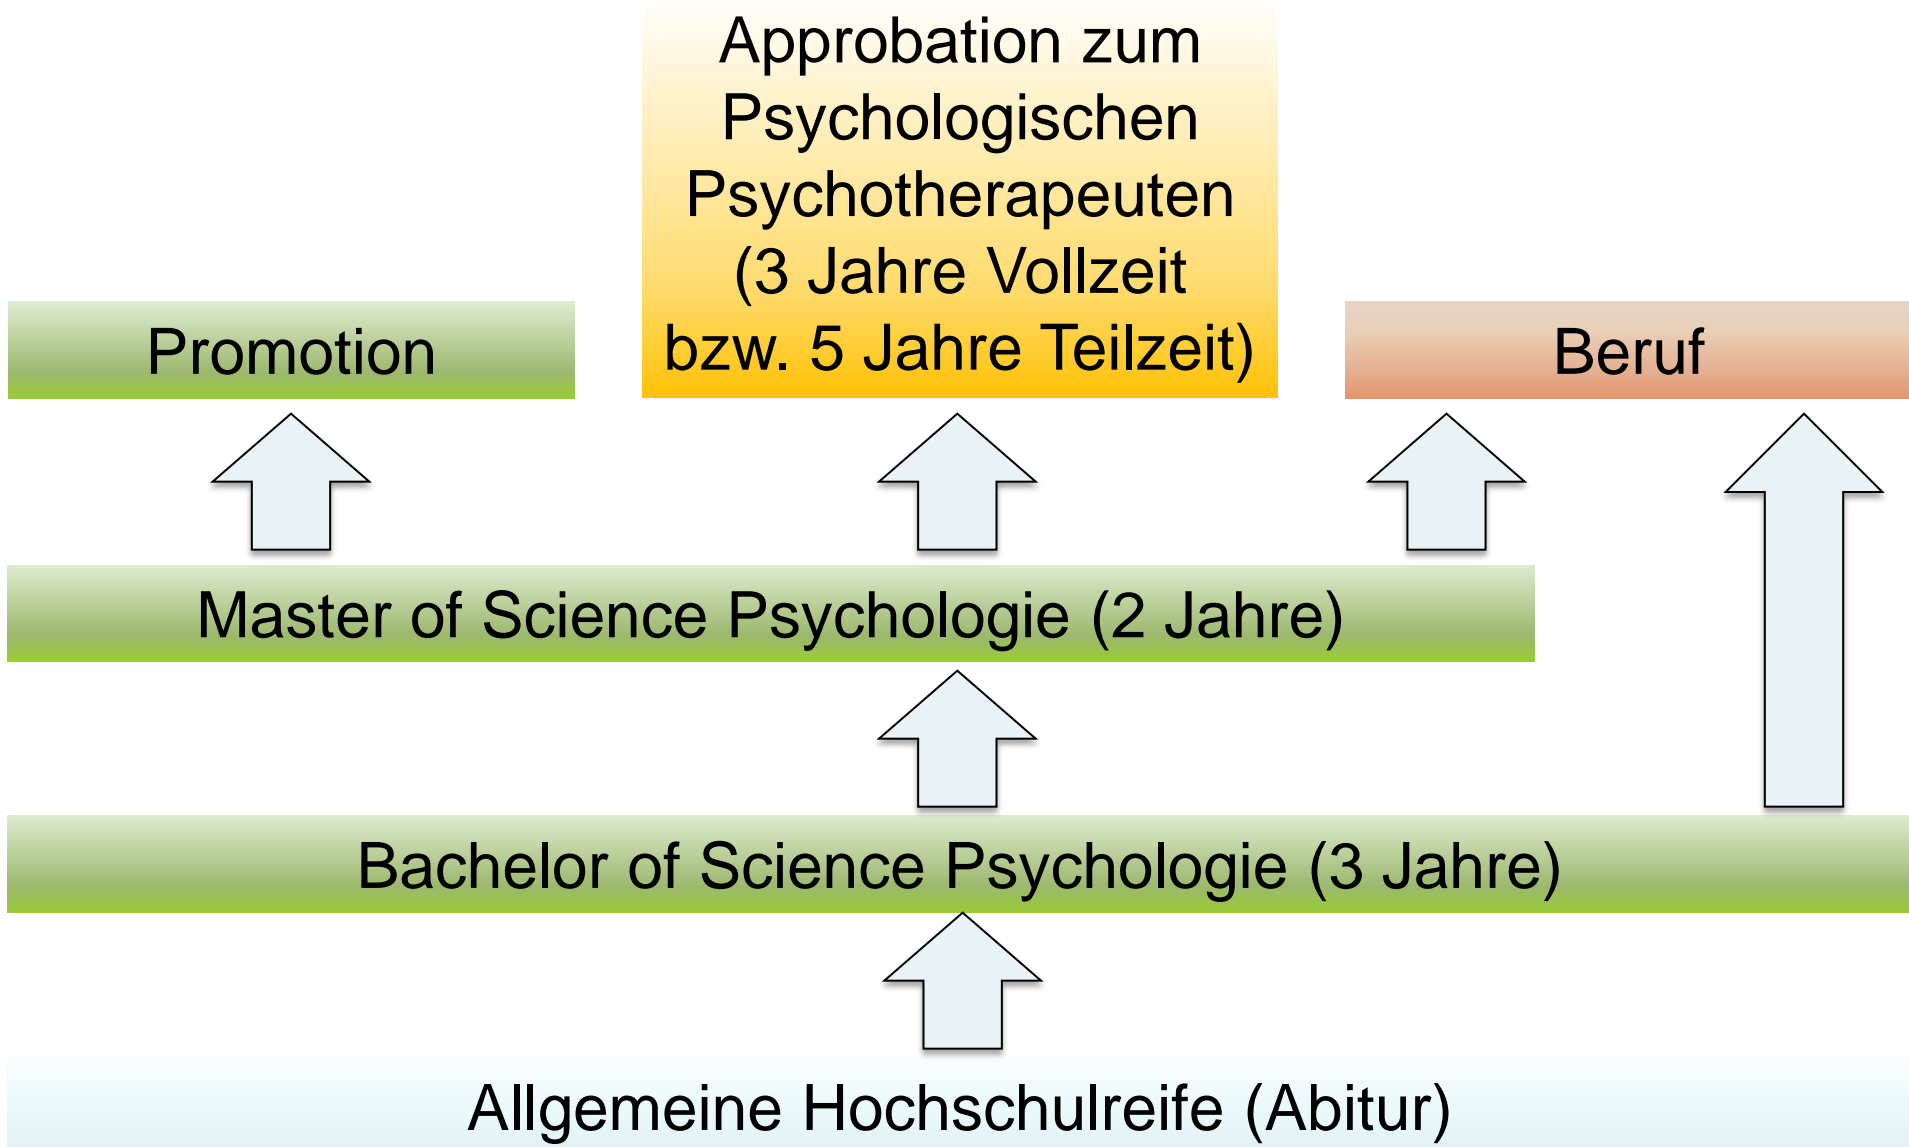 Approbation zum
Psychologischen
Psychotherapeuten
(3 Jahre Vollzeit
bzw. 5 Jahre Teilzeit)
Promotion
Beruf
Master of Science Psychologie (2 Jahre)
Bachelor of Science Psychologie (3 Jahre)
Allgemeine Hochschulreife (Abitur)